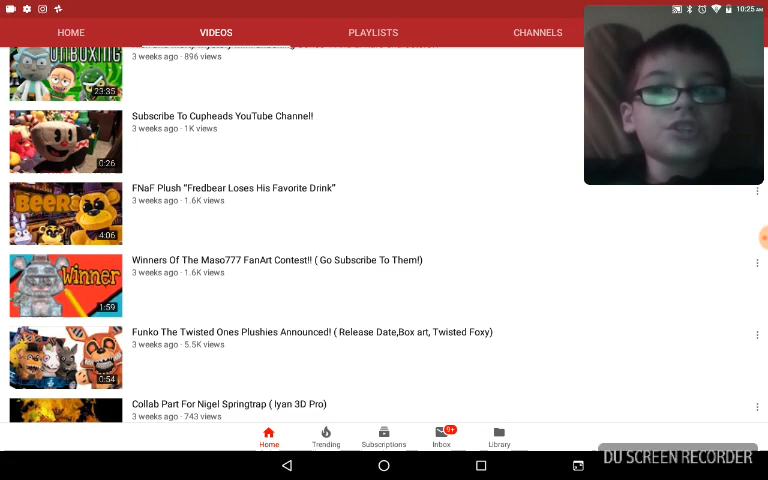 10:25 AM
HOME VIDEOS PLAYLISTS CHANNELS
UNBOXING
23:35
3 weeks ago · 896 views
Subscribe To Cupheads YouTube Channel!
3 weeks ago · 1K views
0:26
FNaF Plush “Fredbear Loses His Favorite Drink”
3 weeks ago · 1.6K views
BEER
4:06
Winners Of The Maso777 FanArt Contest!! ( Go Subscribe To Them!)
3 weeks ago · 1.6K views
Winner
1:59
Funko The Twisted Ones Plushies Announced! ( Release Date,Box art, Twisted Foxy)
3 weeks ago · 5.5K views
0:54
Collab Part For Nigel Springtrap ( Iyan 3D Pro)
3 weeks ago · 743 views
9+
Home Trending Subscriptions Inbox Library
DU SCREEN RECORDER